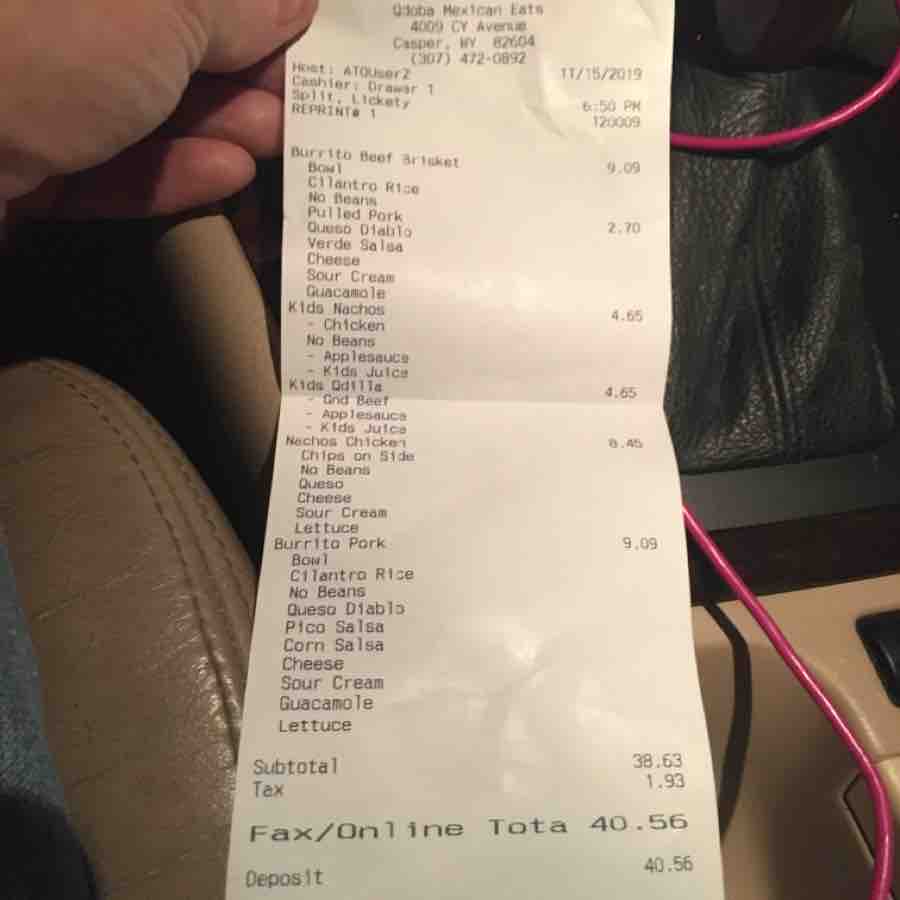 Qdoba Mexican Eats
4009 CY Avenue
Casper, WY 82604
(307) 472-0892
Host: ATOUser2 11/15/2019
Cashier: Drawer 1
Split, Lickety 6:50 PM
REPRINT# 1 120009
Burrito Beef Brisket 9.09
Bowl
Cilantro Rice
No Beans
Pulled Pork
Queso Diablo 2.70
Verde Salsa
Cheese
Sour Cream
Guacamole
Kids Nachos 4.65
- Chicken
No Beans
- Applesauce
- Kids Juice
Kids Qdilla 4.65
- Gnd Beef
- Applesauce
- Kids Juice
Nachos Chicken 8.45
Chips on Side
No Beans
Queso
Cheese
Sour Cream
Lettuce
Burrito Pork 9.09
Bowl
Cilantro Rice
No Beans
Queso Diablo
Pico Salsa
Corn Salsa
Cheese
Sour Cream
Guacamole
Lettuce
Subtotal 38.63
Tax 1.93
Fax/Online Tota 40.56
Deposit 40.56